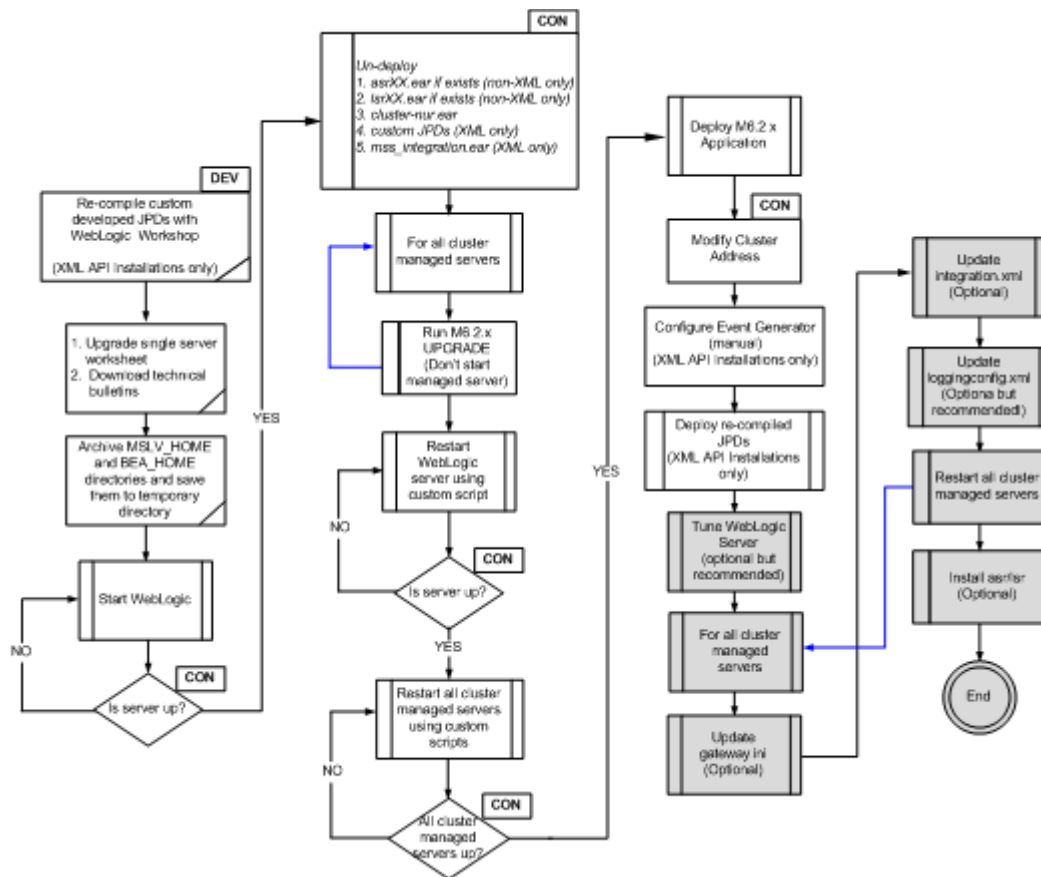 DEV
Re-compile custom
developed JPDs with
WebLogic Workshop
(XML API Installations only)
1. Upgrade single server
worksheet
2. Download technical
bulletins
Archive MSLV_HOME
and BEA_HOME
directories and save
them to temporary
directory
Start WebLogic
NO
CON
Is server up?
YES
CON
Un-deploy
1. asrXX.ear if exists (non-XML only)
2. lsrXX.ear if exists (non-XML only)
3. cluster-nur.ear
4. custom JPDs (XML only)
5. mss_integration.ear (XML only)
For all cluster
managed servers
Run M6.2.x
UPGRADE
(Don't start
managed server)
Restart
WebLogic
server using
custom script
NO
CON
Is server up?
YES
Restart all cluster
managed servers
using custom
scripts
NO
CON
All cluster
managed
servers up?
YES
Deploy M6.2.x
Application
CON
Modify Cluster
Address
Configure Event Generator
(manual)
(XML API Installations only)
Deploy re-compiled
JPDs
(XML API Installations
only)
Tune WebLogic
Server
(optional but
recommended)
For all cluster
managed
servers
Update
gateway.ini
(Optional)
Update
integration.xml
(Optional)
Update
loggingconfig.xml
(Optiona but
recommended!)
Restart all cluster
managed servers
Install asr/lsr
(Optional)
End